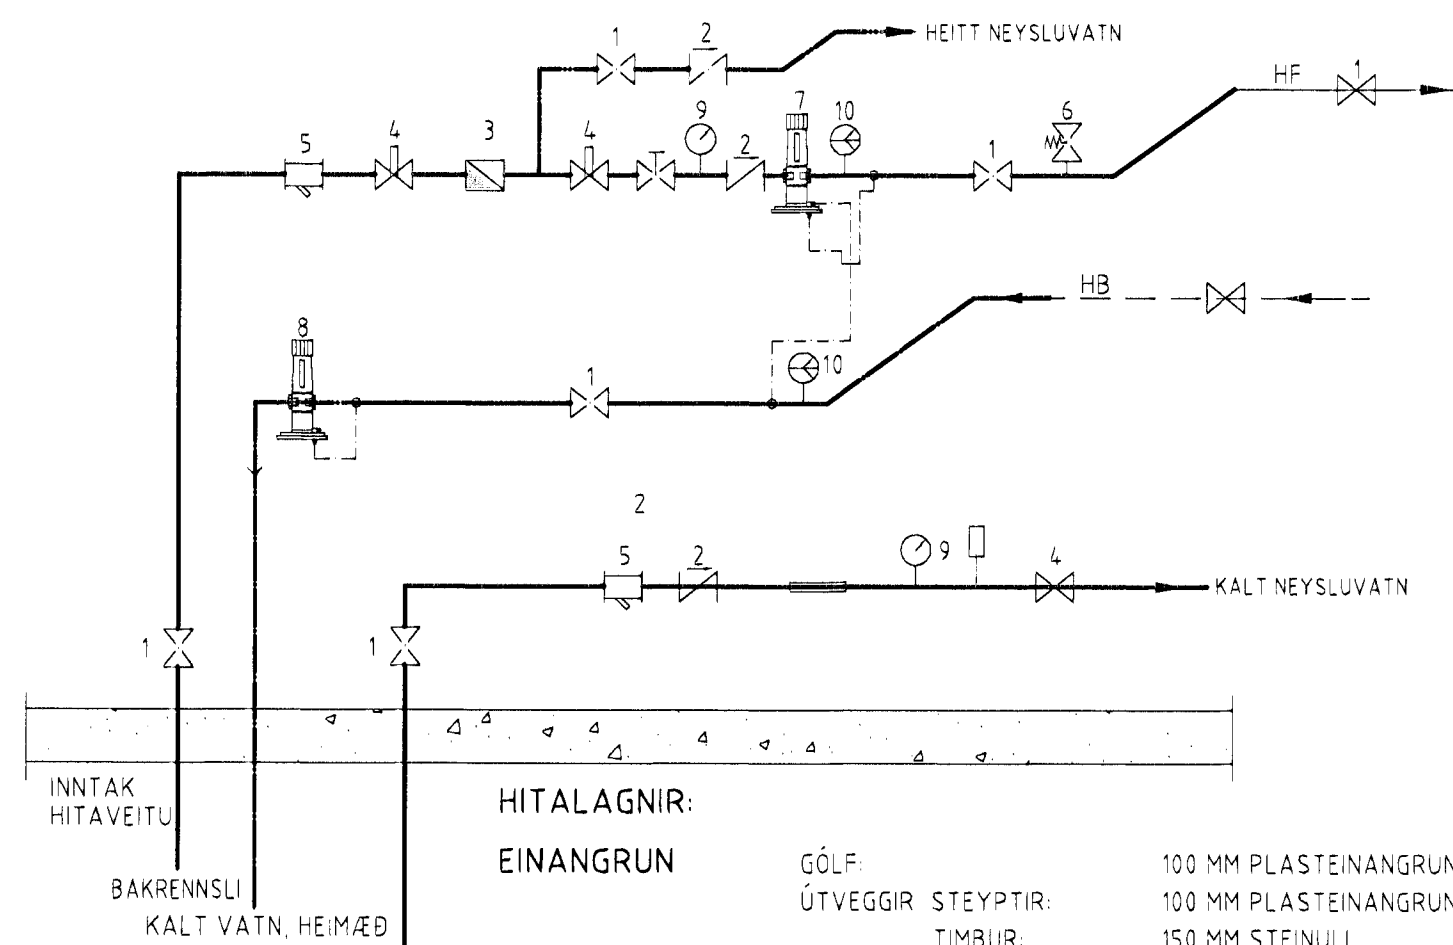 1
2
HEITT NEYSLUVATN
HF
1
5
4
3
4
9
2
7
10
1
6
HB
8
1
10
2
5
2
9
4
KALT NEYSLUVATN
1
1
INNTAK
HITAVEITU
HITALAGNIR:
EINANGRUN
GÓLF:
100 MM PLASTEINANGRUN
BAKRENNSLI
ÚTVEGGIR STEYPTIR:
100 MM PLASTEINANGRUN
KALT VATN, HEIMÆÐ
TIMBUR:
150 MM STEINULL